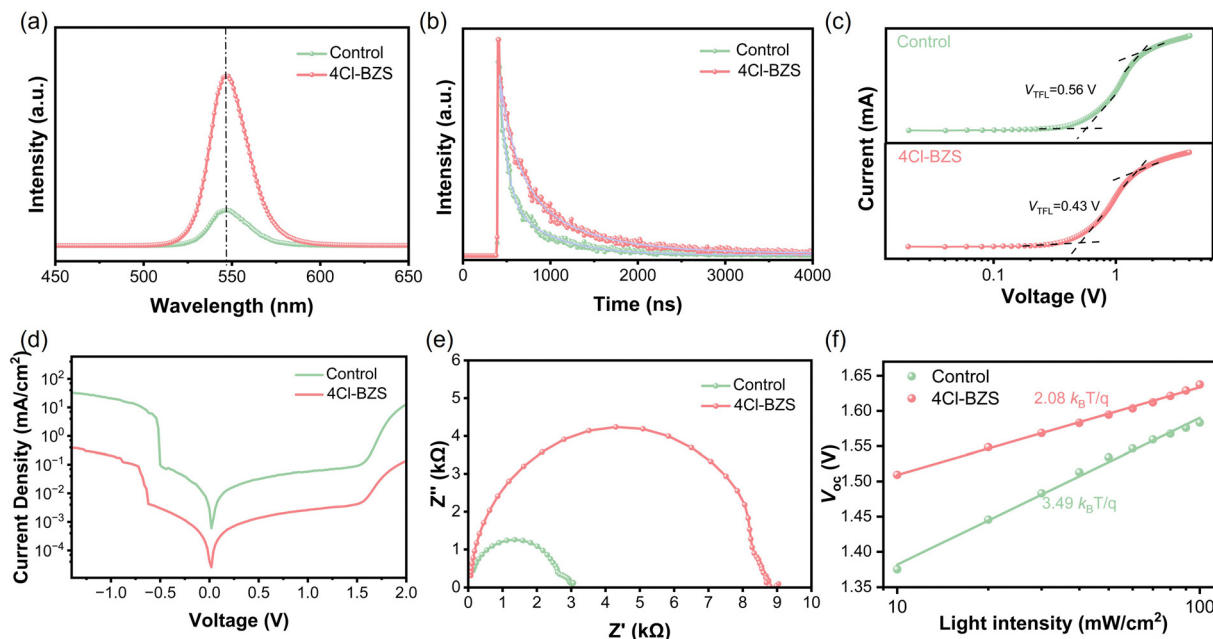 (a)
Control
4Cl-BZS
Intensity (a.u.)
450 500 550 600 650
Wavelength (nm)
(b)
Control
4Cl-BZS
Intensity (a.u.)
0 1000 2000 3000 4000
Time (ns)
(c)
Control
V_TFL=0.56 V
4Cl-BZS
V_TFL=0.43 V
Current (mA)
0.1 1
Voltage (V)
(d)
Control
4Cl-BZS
Current Density (mA/cm²)
10²
10¹
10⁰
10⁻¹
10⁻²
10⁻³
10⁻⁴
−1.0 −0.5 0.0 0.5 1.0 1.5 2.0
Voltage (V)
(e)
Control
4Cl-BZS
Z'' (kΩ)
6
5
4
3
2
1
0
0 1 2 3 4 5 6 7 8 9 10
Z' (kΩ)
(f)
Control
4Cl-BZS
2.08 k_BT/q
3.49 k_BT/q
V_oc (V)
1.65
1.60
1.55
1.50
1.45
1.40
1.35
10 100
Light intensity (mW/cm²)